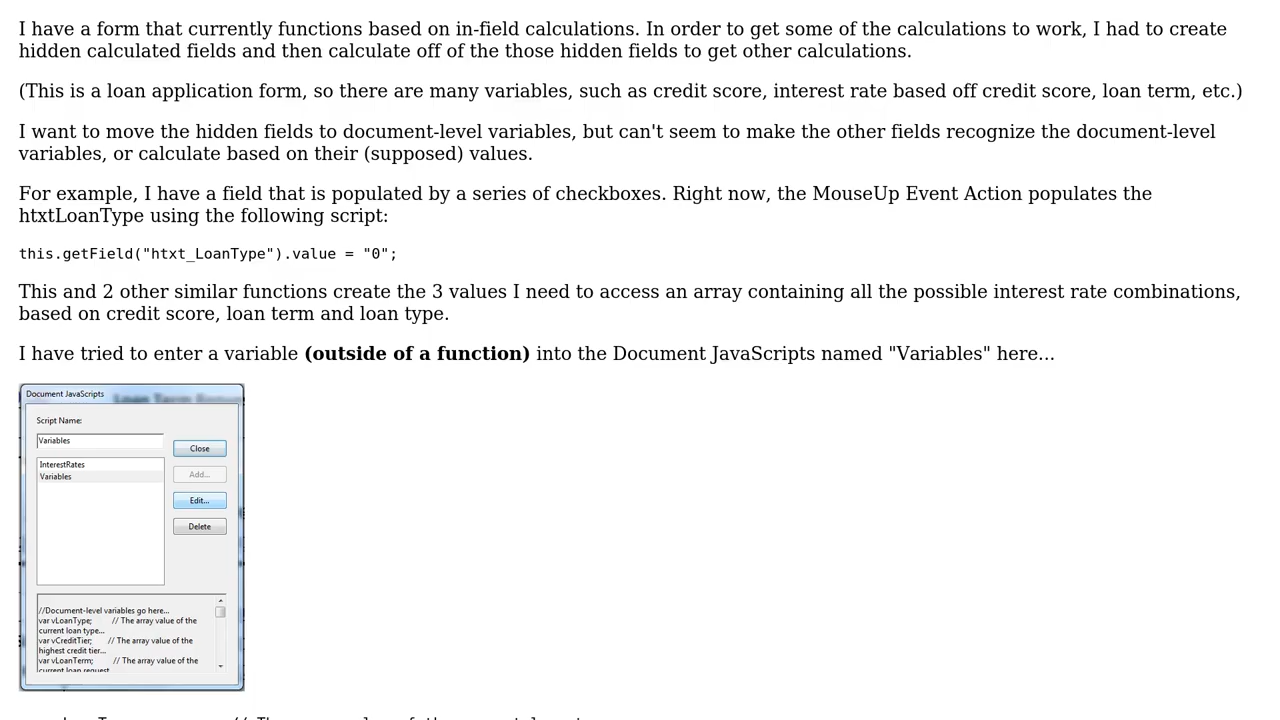 I have a form that currently functions based on in-field calculations. In order to get some of the calculations to work, I had to create
hidden calculated fields and then calculate off of the those hidden fields to get other calculations.
(This is a loan application form, so there are many variables, such as credit score, interest rate based off credit score, loan term, etc.)
I want to move the hidden fields to document-level variables, but can't seem to make the other fields recognize the document-level
variables, or calculate based on their (supposed) values.
For example, I have a field that is populated by a series of checkboxes. Right now, the MouseUp Event Action populates the
htxtLoanType using the following script:
this.getField("htxt_LoanType").value = "0";
This and 2 other similar functions create the 3 values I need to access an array containing all the possible interest rate combinations,
based on credit score, loan term and loan type.
I have tried to enter a variable (outside of a function) into the Document JavaScripts named "Variables" here...
Document JavaScripts
Script Name:
Variables
Close
InterestRates
Variables
Add...
Edit...
Delete
//Document-level variables go here...
var vLoanType; // The array value of the
current loan type...
var vCreditTier; // The array value of the
highest credit tier...
var vLoanTerm; // The array value of the
current loan request